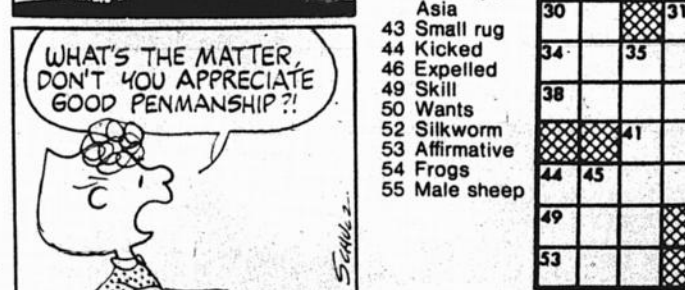 WHAT'S THE MATTER,
DON'T YOU APPRECIATE
GOOD PENMANSHIP?!
SCHULZ
Asia
43 Small rug
44 Kicked
46 Expelled
49 Skill
50 Wants
52 Silkworm
53 Affirmative
54 Frogs
55 Male sheep
30 31
34 35
38
41
44 45
49
53